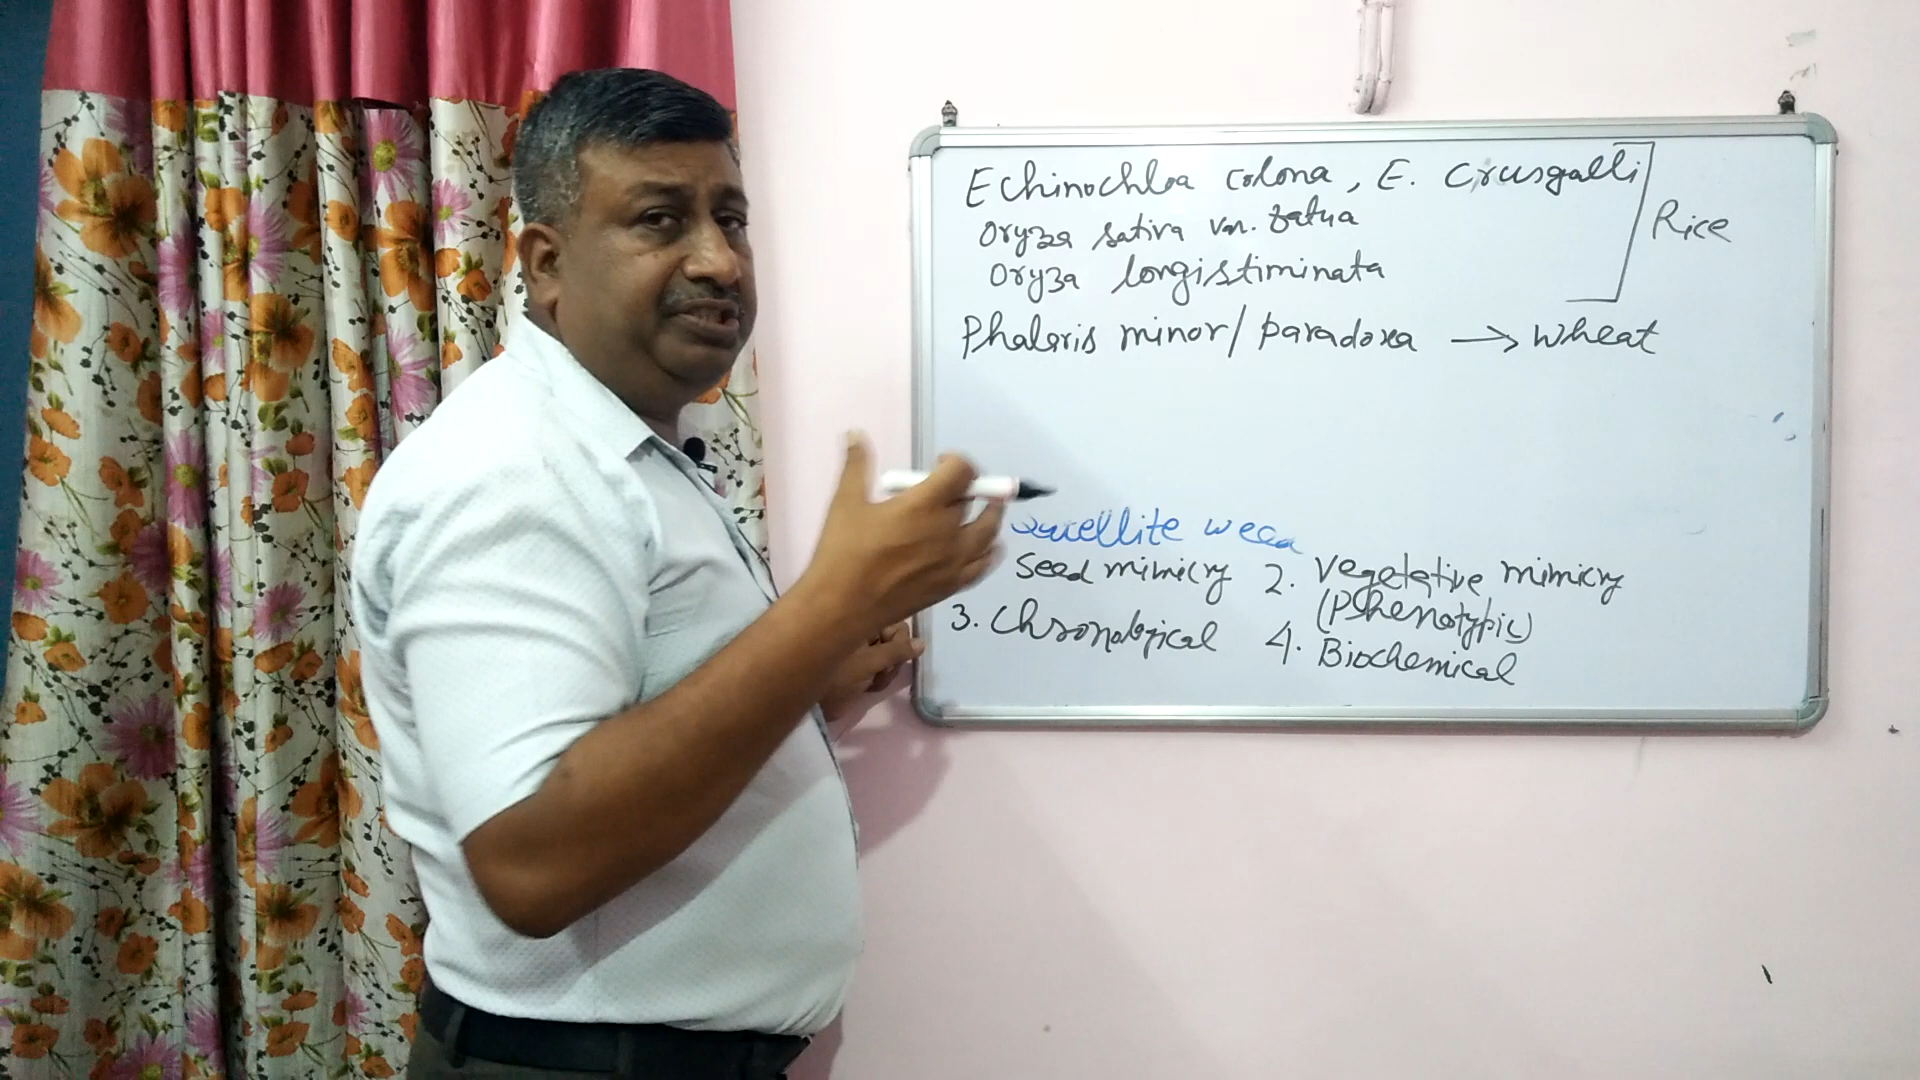 Echinochloa colona, E. Crusgalli
Oryza sativa var. fatua
Oryza longistiminata
Rice
Phalaris minor/paradoxa → Wheat
Satellite weed
Seed mimicry 2. Vegetative mimicry
(Phenotypic)
3. Chronological 4. Biochemical